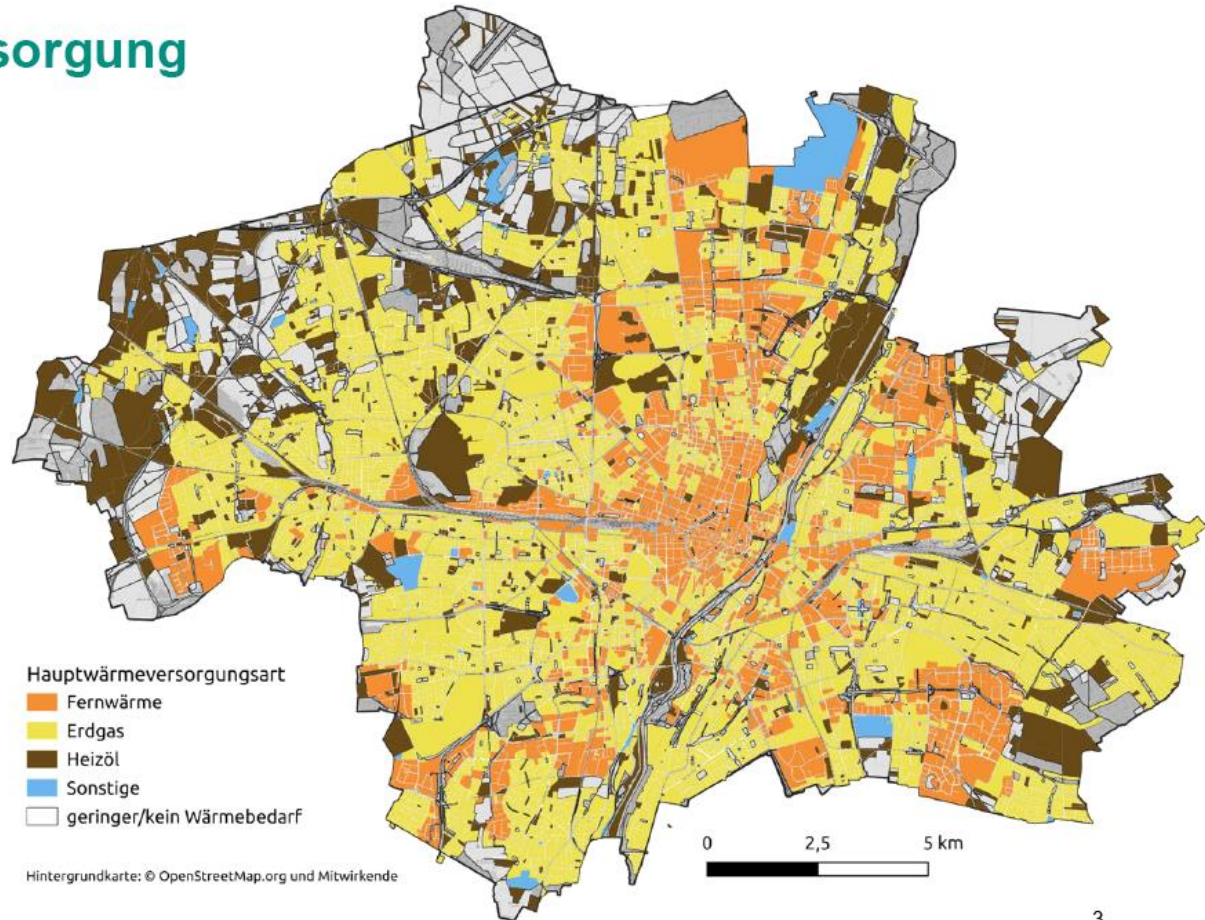 sorgung
Hauptwärmeversorgungsart
Fernwärme
Erdgas
Heizöl
Sonstige
geringer/kein Wärmebedarf
Hintergrundkarte: © OpenStreetMap.org und Mitwirkende
0 2,5 5 km
3